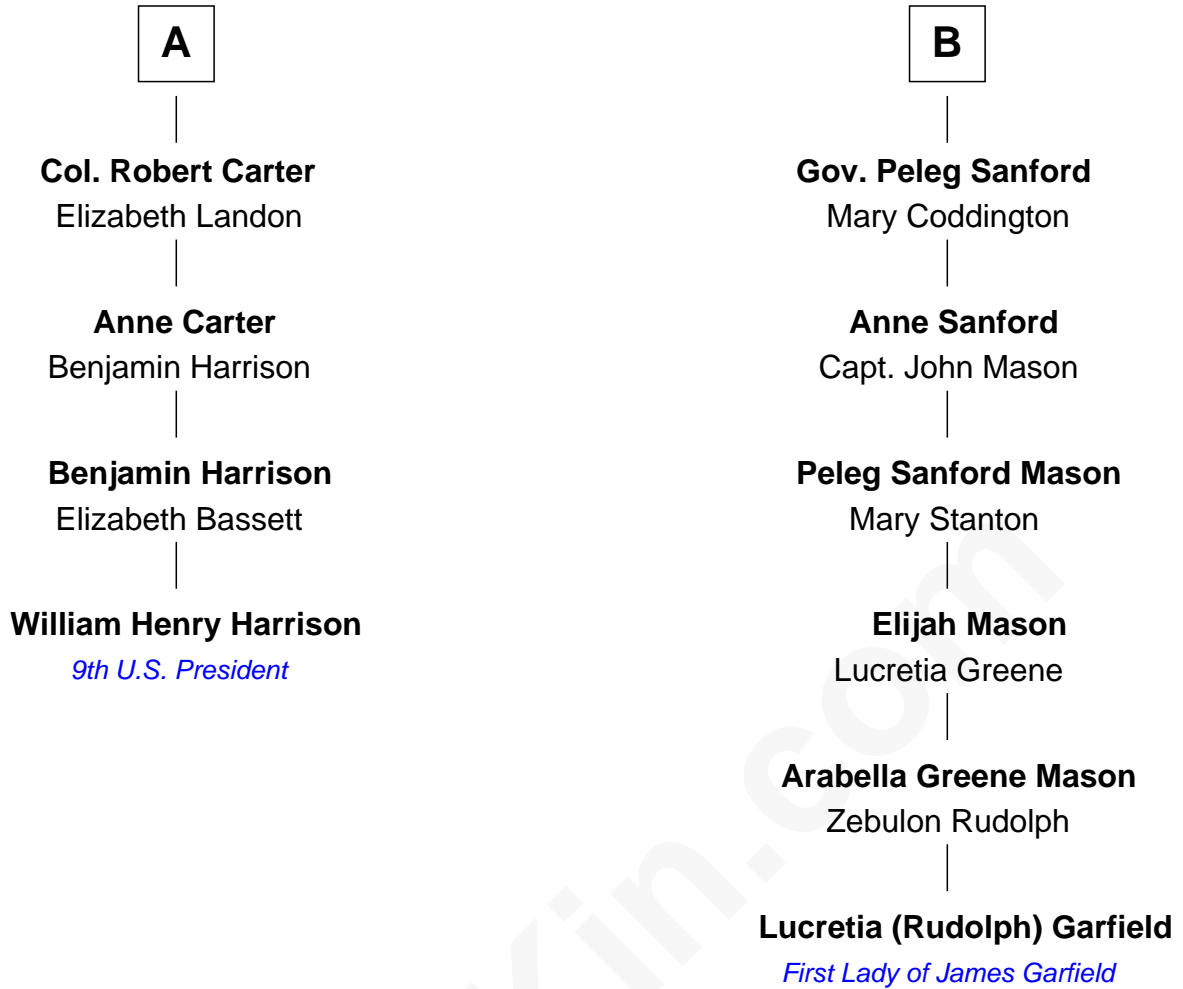 A
Col. Robert Carter
Elizabeth Landon
Anne Carter
Benjamin Harrison
Benjamin Harrison
Elizabeth Bassett
William Henry Harrison
9th U.S. President
B
Gov. Peleg Sanford
Mary Coddington
Anne Sanford
Capt. John Mason
Peleg Sanford Mason
Mary Stanton
Elijah Mason
Lucretia Greene
Arabella Greene Mason
Zebulon Rudolph
Lucretia (Rudolph) Garfield
First Lady of James Garfield
Kin.com